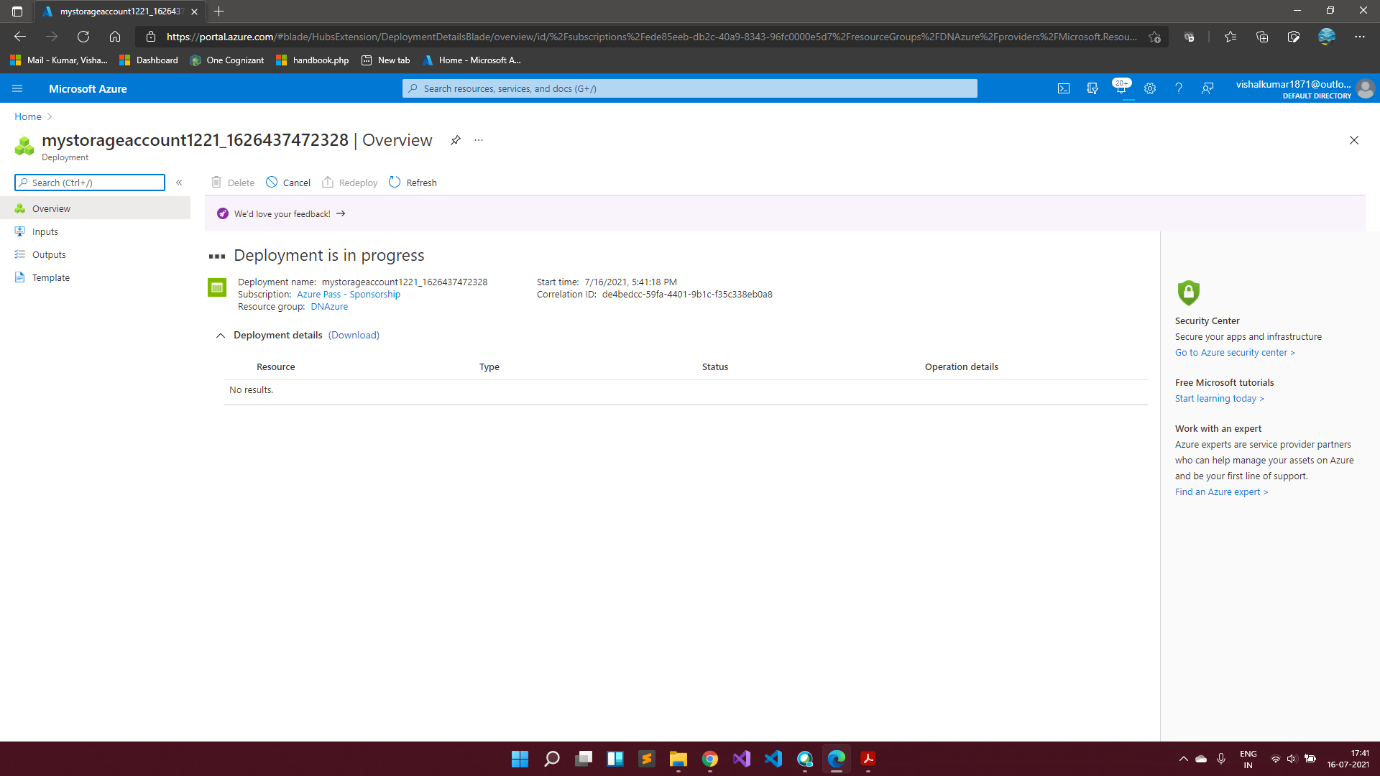 mystorageaccount1221_162643
https://portal.azure.com/#blade/HubsExtension/DeploymentDetailsBlade/overview/id/%2Fsubscriptions%2Fede85eeb-db2c-40a9-8343-96fc0000e5d7%2FresourceGroups%2FDNAzure%2Fproviders%2FMicrosoft.Resou...
Mail - Kumar, Visha... Dashboard One Cognizant handbook.php New tab Home - Microsoft A...
Microsoft Azure Search resources, services, and docs (G+/) 20+ vishalkumar1871@outlo...
DEFAULT DIRECTORY
Home
mystorageaccount1221_1626437472328 | Overview
Deployment
Search (Ctrl+/) Delete Cancel Redeploy Refresh
Overview
Inputs
Outputs
Template
We'd love your feedback! →
Deployment is in progress
Deployment name: mystorageaccount1221_1626437472328
Subscription: Azure Pass - Sponsorship
Resource group: DNAzure
Start time: 7/16/2021, 5:41:18 PM
Correlation ID: de4bedcc-59fa-4401-9b1c-f35c338eb0a8
Deployment details (Download)
Resource Type Status Operation details
No results.
Security Center
Secure your apps and infrastructure
Go to Azure security center >
Free Microsoft tutorials
Start learning today >
Work with an expert
Azure experts are service provider partners
who can help manage your assets on Azure
and be your first line of support.
Find an Azure expert >
ENG
IN
17:41
16-07-2021